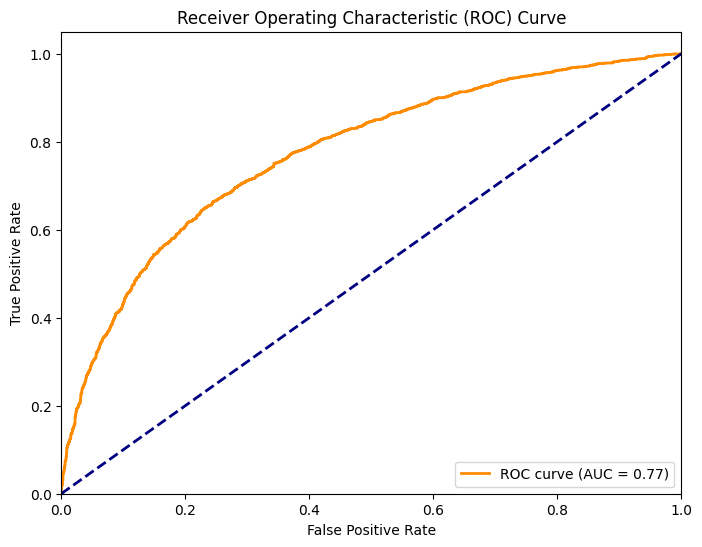 Receiver Operating Characteristic (ROC) Curve
1.0
0.8
0.6
0.4
0.2
0.0
True Positive Rate
ROC curve (AUC = 0.77)
0.0 0.2 0.4 0.6 0.8 1.0
False Positive Rate